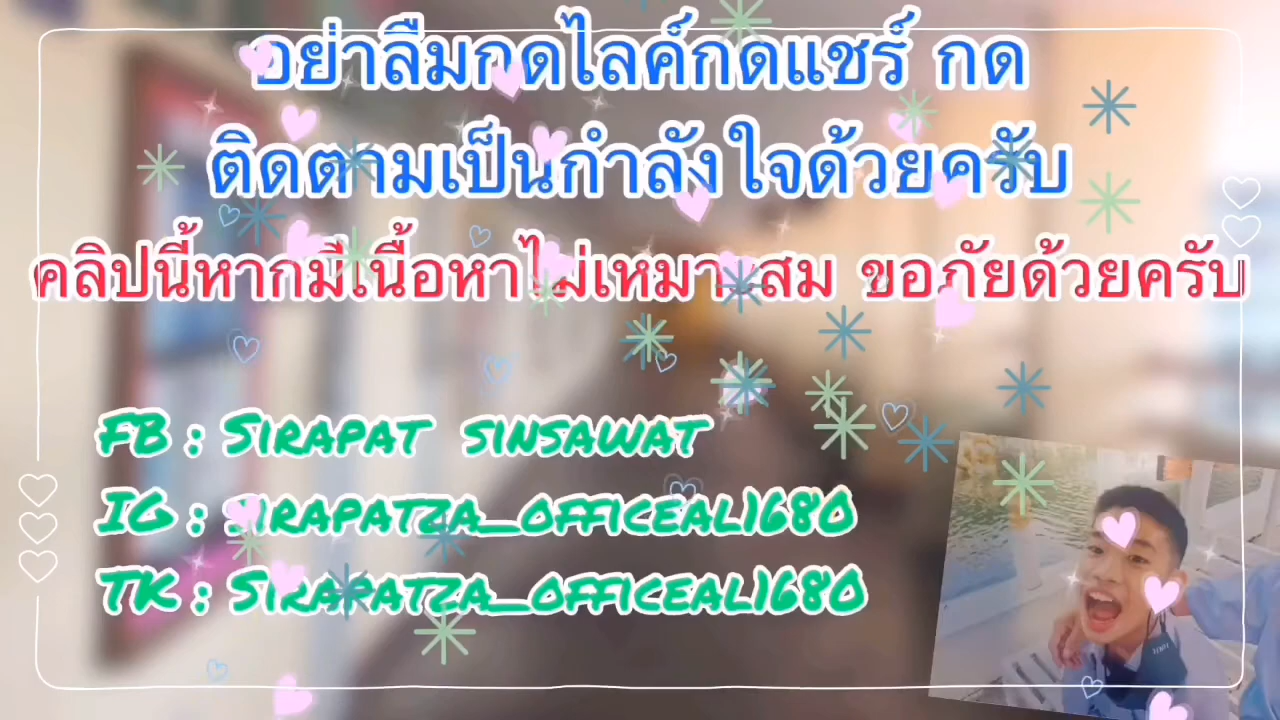 อย่าลืมกดไลค์กดแชร์ กด
ติดตามเป็นกำลังใจด้วยครับ
คลิปนี้หากมีเนื้อหาไม่เหมาะสม ขออภัยด้วยครับ
FB : Sirapat sinsawat
IG : sirapatza_officeal1680
TK : Sirapatza_officeal1680